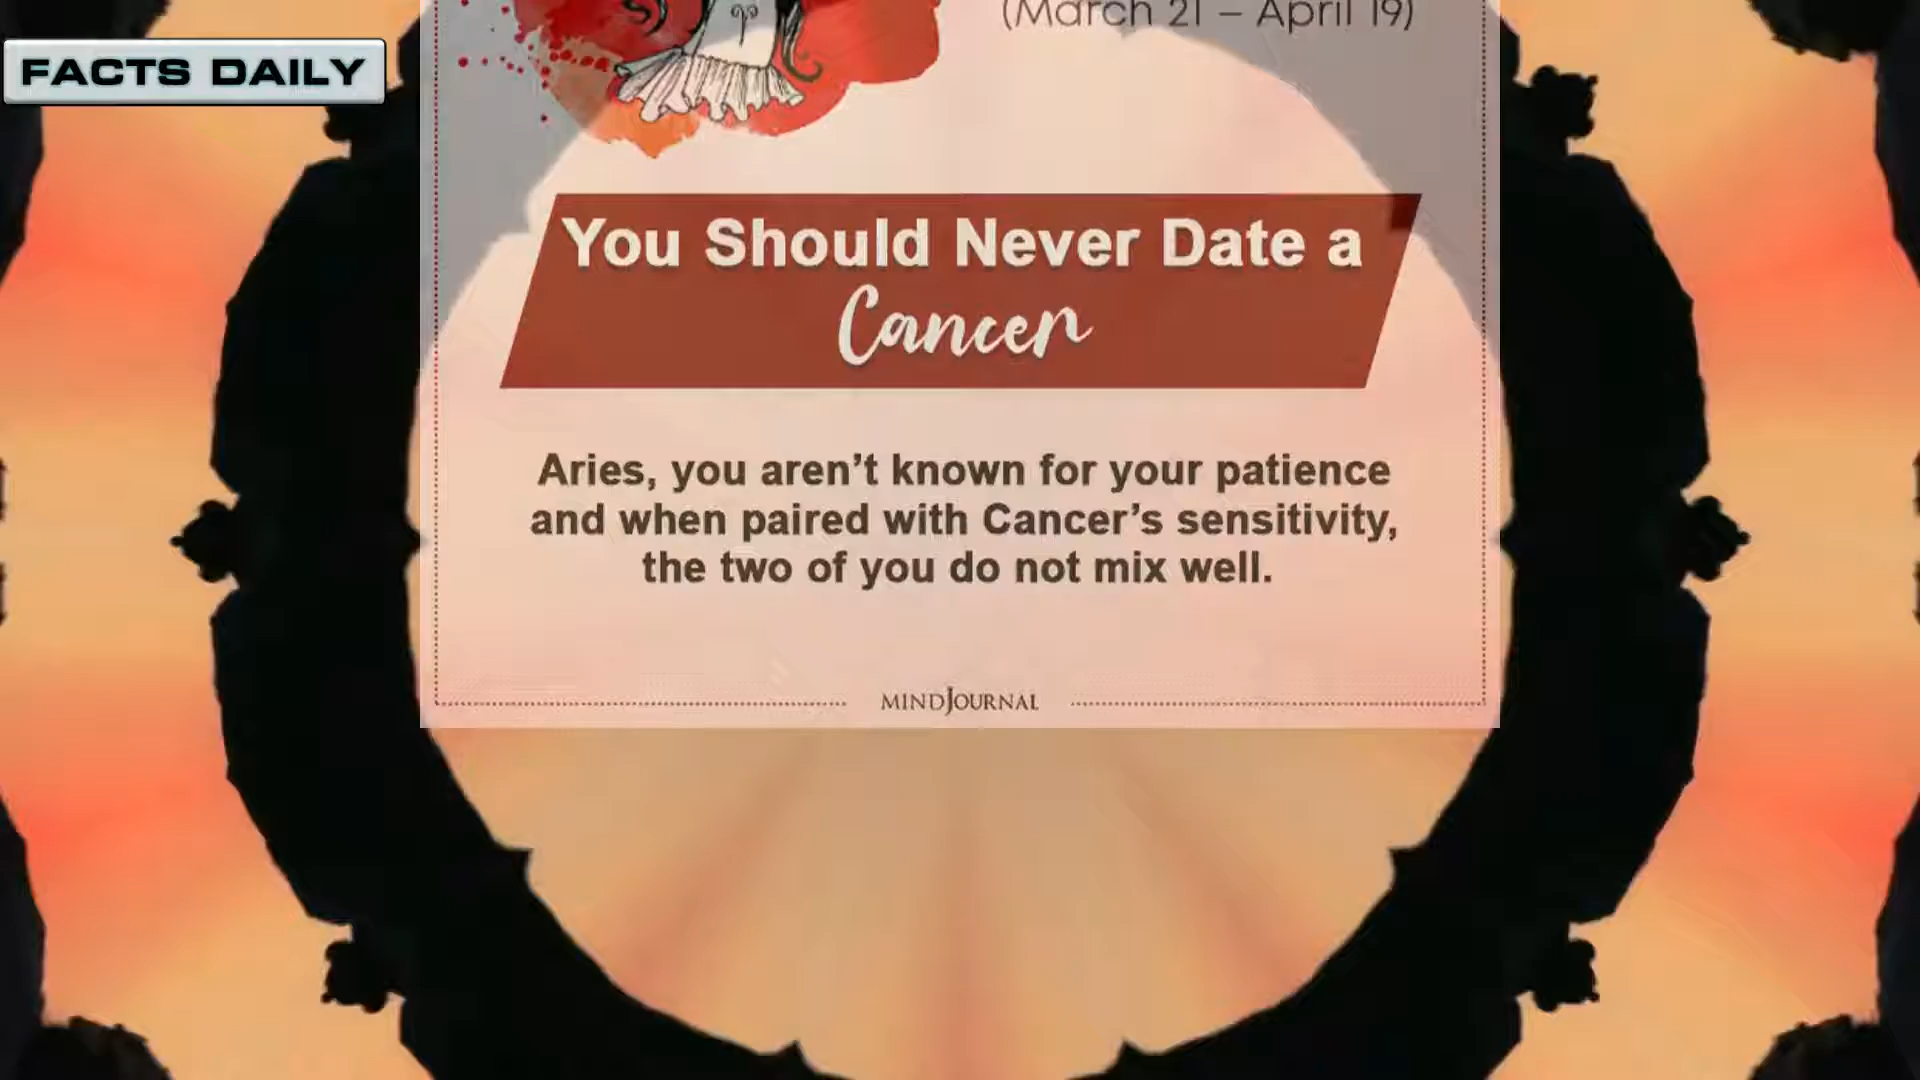 (March 21 – April 19)
FACTS DAILY
You Should Never Date a
Cancer
Aries, you aren’t known for your patience
and when paired with Cancer’s sensitivity,
the two of you do not mix well.
MINDJOURNAL